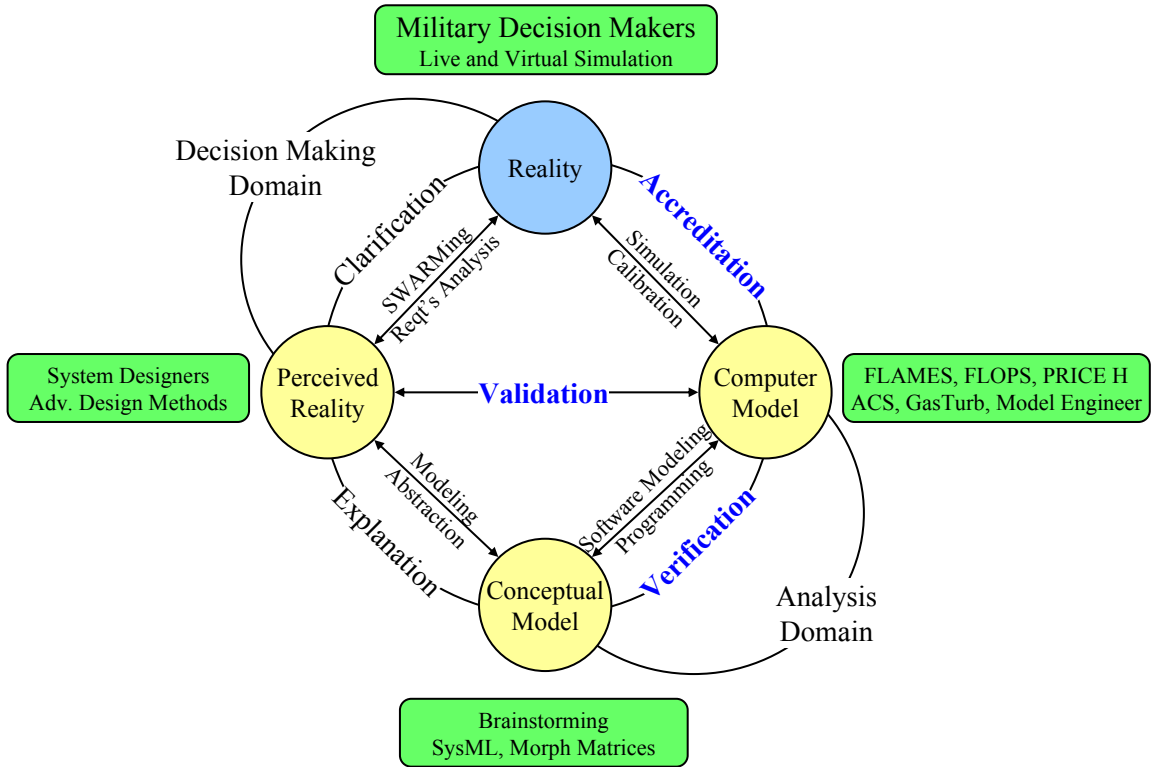 Military Decision Makers
Live and Virtual Simulation
Decision Making
Domain
Reality
Clarification
Accreditation
SWARMing
Reqt's Analysis
Simulation
Calibration
System Designers
Adv. Design Methods
Perceived
Reality
Validation
Computer
Model
FLAMES, FLOPS, PRICE H
ACS, GasTurb, Model Engineer
Modeling
Abstraction
Software Modeling
Programming
Explanation
Verification
Conceptual
Model
Analysis
Domain
Brainstorming
SysML, Morph Matrices